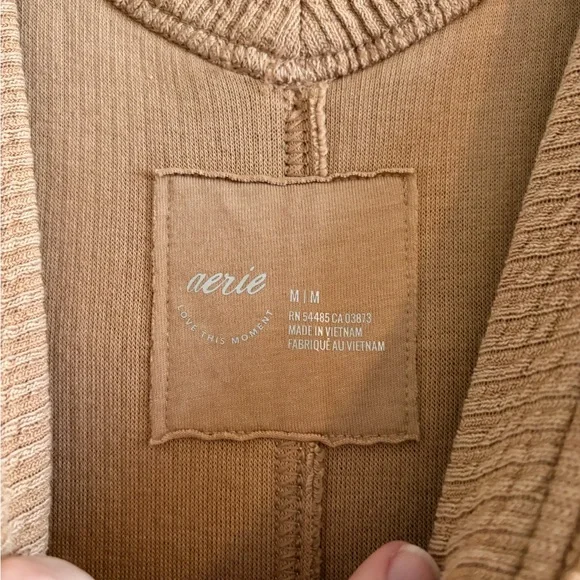 aerie
LOVE THIS MOMENT
M | M
RN 54485 CA 03873
MADE IN VIETNAM
FABRIQUÉ AU VIETNAM